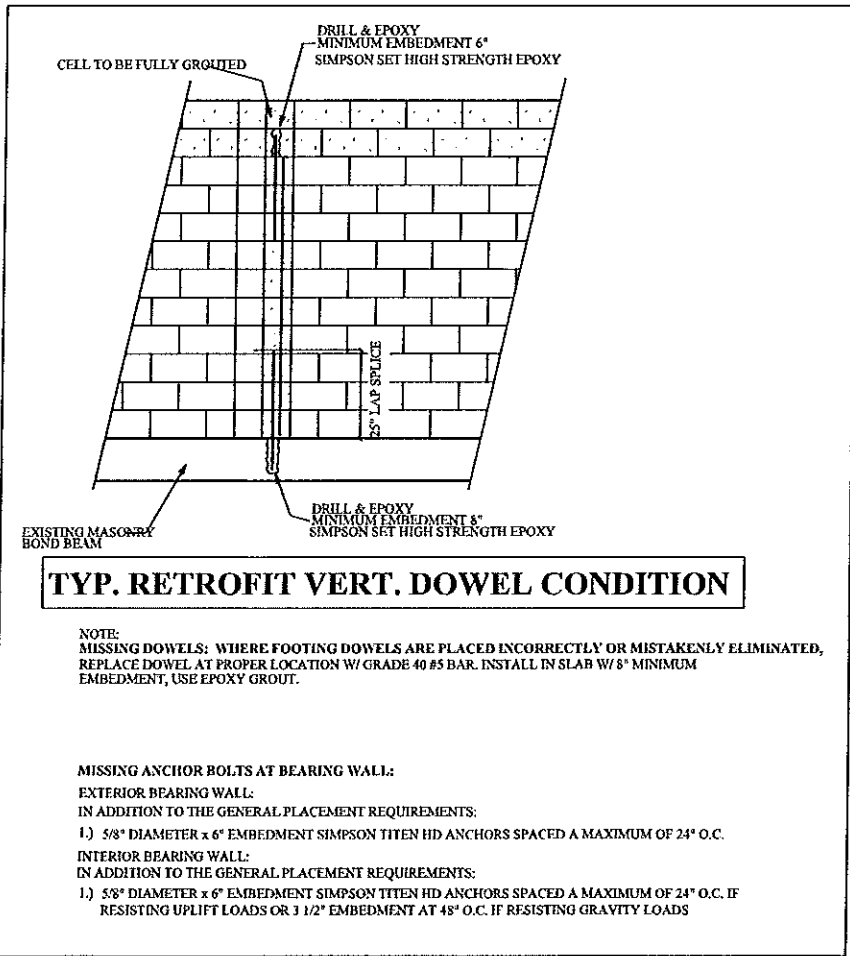 DRILL & EPOXY
MINIMUM EMBEDMENT 6"
SIMPSON SET HIGH STRENGTH EPOXY
CELL TO BE FULLY GROUTED
25" LAP SPLICE
DRILL & EPOXY
MINIMUM EMBEDMENT 8"
SIMPSON SET HIGH STRENGTH EPOXY
EXISTING MASONRY
BOND BEAM
TYP. RETROFIT VERT. DOWEL CONDITION
NOTE:
MISSING DOWELS: WHERE FOOTING DOWELS ARE PLACED INCORRECTLY OR MISTAKENLY ELIMINATED,
REPLACE DOWEL AT PROPER LOCATION W/ GRADE 40 #5 BAR. INSTALL IN SLAB W/ 8" MINIMUM
EMBEDMENT, USE EPOXY GROUT.
MISSING ANCHOR BOLTS AT BEARING WALL:
EXTERIOR BEARING WALL:
IN ADDITION TO THE GENERAL PLACEMENT REQUIREMENTS:
1.) 5/8" DIAMETER x 6" EMBEDMENT SIMPSON TITEN HD ANCHORS SPACED A MAXIMUM OF 24" O.C.
INTERIOR BEARING WALL:
IN ADDITION TO THE GENERAL PLACEMENT REQUIREMENTS:
1.) 5/8" DIAMETER x 6" EMBEDMENT SIMPSON TITEN HD ANCHORS SPACED A MAXIMUM OF 24" O.C. IF
RESISTING UPLIFT LOADS OR 3 1/2" EMBEDMENT AT 48" O.C. IF RESISTING GRAVITY LOADS